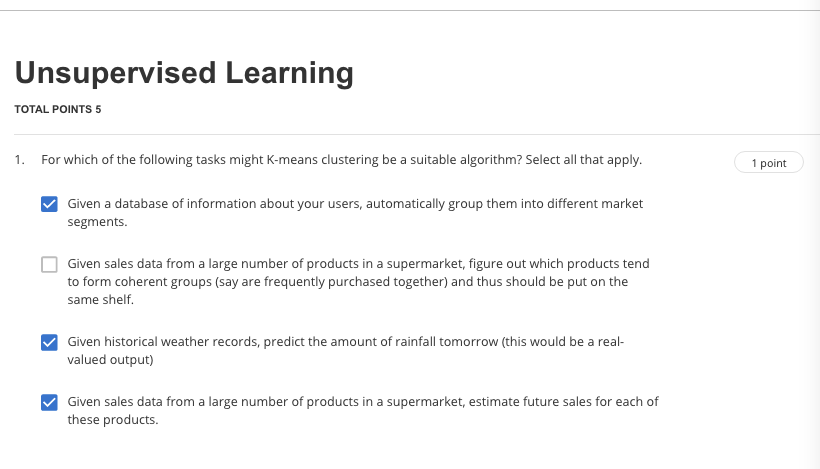 Unsupervised Learning
TOTAL POINTS 5
1. For which of the following tasks might K-means clustering be a suitable algorithm? Select all that apply.
1 point
Given a database of information about your users, automatically group them into different market
segments.
Given sales data from a large number of products in a supermarket, figure out which products tend
to form coherent groups (say are frequently purchased together) and thus should be put on the
same shelf.
Given historical weather records, predict the amount of rainfall tomorrow (this would be a real-
valued output)
Given sales data from a large number of products in a supermarket, estimate future sales for each of
these products.